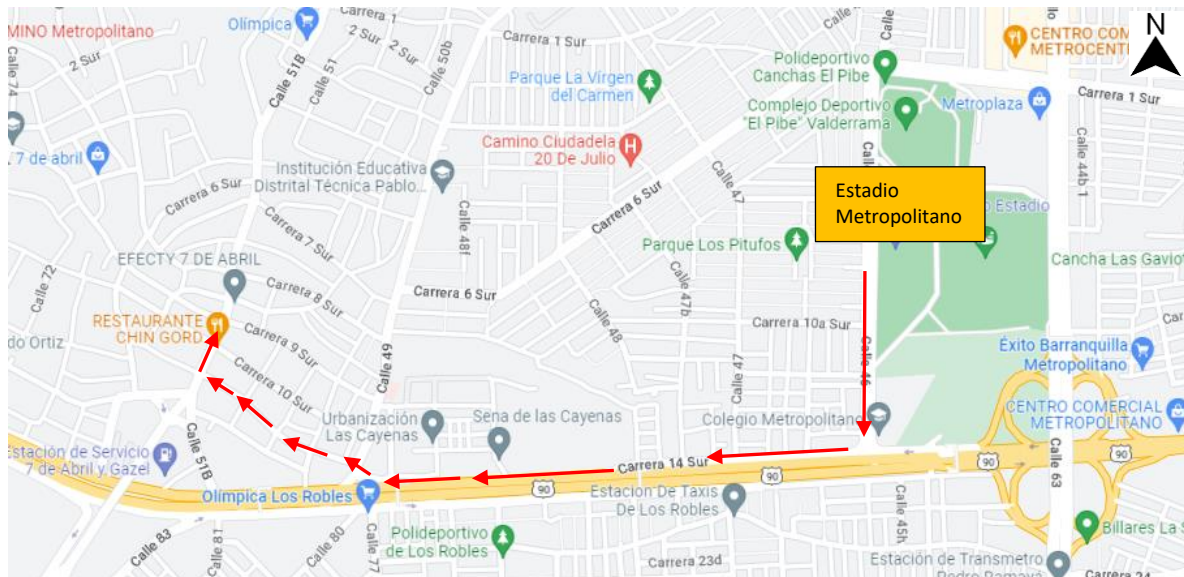 MINO Metropolitano
Olímpica
Carrera 1
2 Sur
2 Sur
Calle 74
Calle 51B
Calle 51
Calle 50b
Carrera 1 Sur
Parque La Virgen
del Carmen
Polideportivo
Canchas El Pibe
CENTRO COM
METROCENT
N
Complejo Deportivo
"El Pibe" Valderrama
Metroplaza
Carrera 1 Sur
7 de abril
Camino Ciudadela
20 De Julio
Institución Educativa
Distrital Técnica Pablo...
Calle 47
Calle 44b 1
Estadio
Metropolitano
Estadio
Carrera 6 Sur
Carrera 6 Sur
Carrera 7 Sur
Calle 48f
Parque Los Pitufos
Cancha Las Gaviot
EFECTY 7 DE ABRIL
Calle 72
Carrera 8 Sur
Carrera 6 Sur
Calle 47b
Calle 48
RESTAURANTE
CHIN GORD
do Ortiz
Carrera 9 Sur
Carrera 10a Sur
Car
Calle 49
Calle 47
Calle 46
Éxito Barranquilla
Metropolitano
Carrera 10 Sur
Urbanización
Las Cayenas
Sena de las Cayenas
Colegio Metropolitano
CENTRO COMERCIAL
METROPOLITANO
Estación de Servicio
7 de Abril y Gazel
Calle 51B
Carrera 14 Sur
90
90
90
90
Calle 63
Olímpica Los Robles
Estacion De Taxis
De Los Robles
Calle 83
Calle 81
Calle 80
Calle 77
Polideportivo
de Los Robles
Calle 45h
Billares La S
Carrera 23d
Estación de Transmetro
Carrera 24